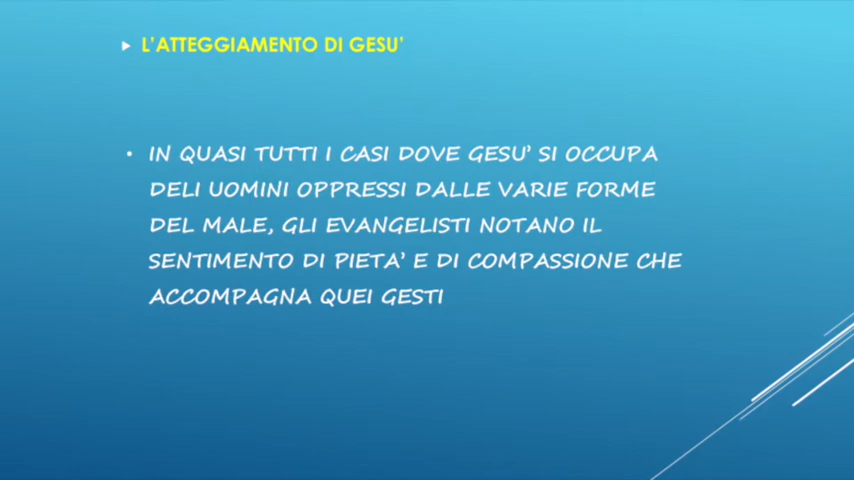 L'ATTEGGIAMENTO DI GESU'
IN QUASI TUTTI I CASI DOVE GESU' SI OCCUPA
DELI UOMINI OPPRESSI DALLE VARIE FORME
DEL MALE, GLI EVANGELISTI NOTANO IL
SENTIMENTO DI PIETA' E DI COMPASSIONE CHE
ACCOMPAGNA QUEI GESTI